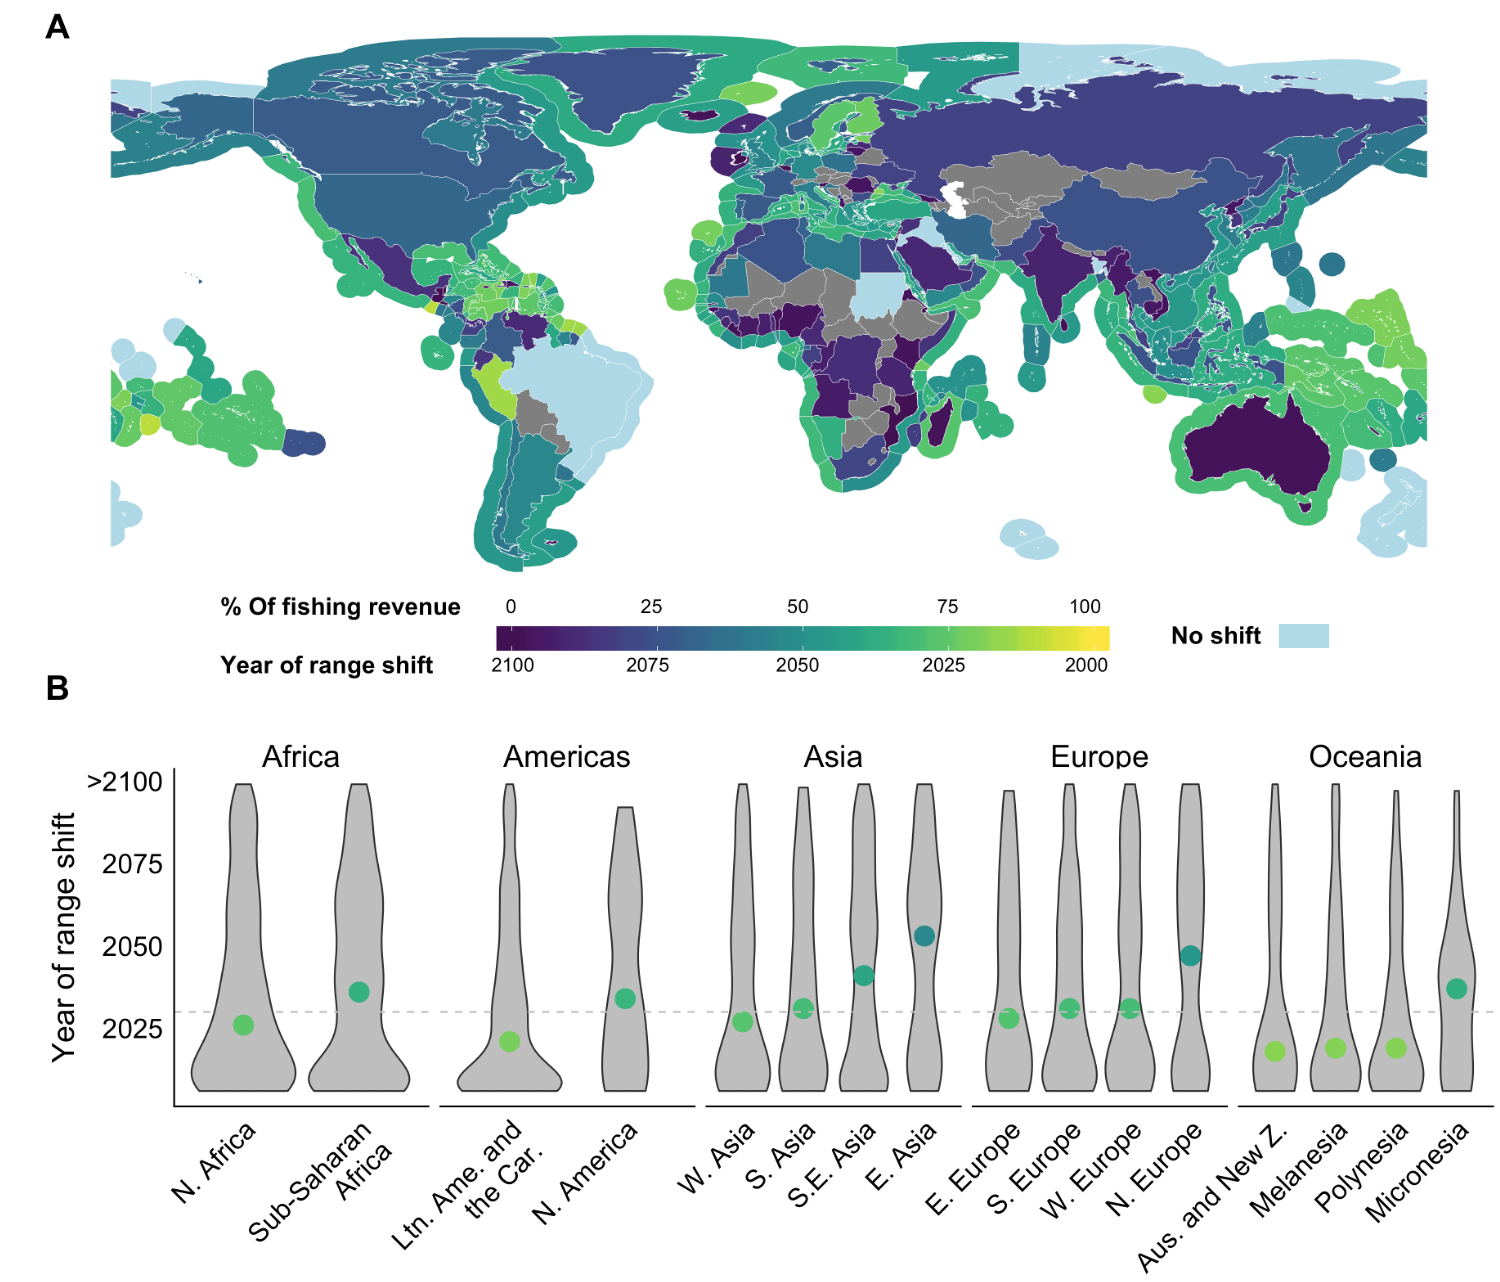 A
% Of fishing revenue 0 25 50 75 100
Year of range shift 2100 2075 2050 2025 2000
No shift
B
Africa Americas Asia Europe Oceania
Year of range shift
>2100
2075
2050
2025
N. Africa
Sub-Saharan
Africa
Ltn. Ame. and
the Car.
N. America
W. Asia
S. Asia
S.E. Asia
E. Asia
E. Europe
S. Europe
W. Europe
N. Europe
Aus. and New Z.
Melanesia
Polynesia
Micronesia